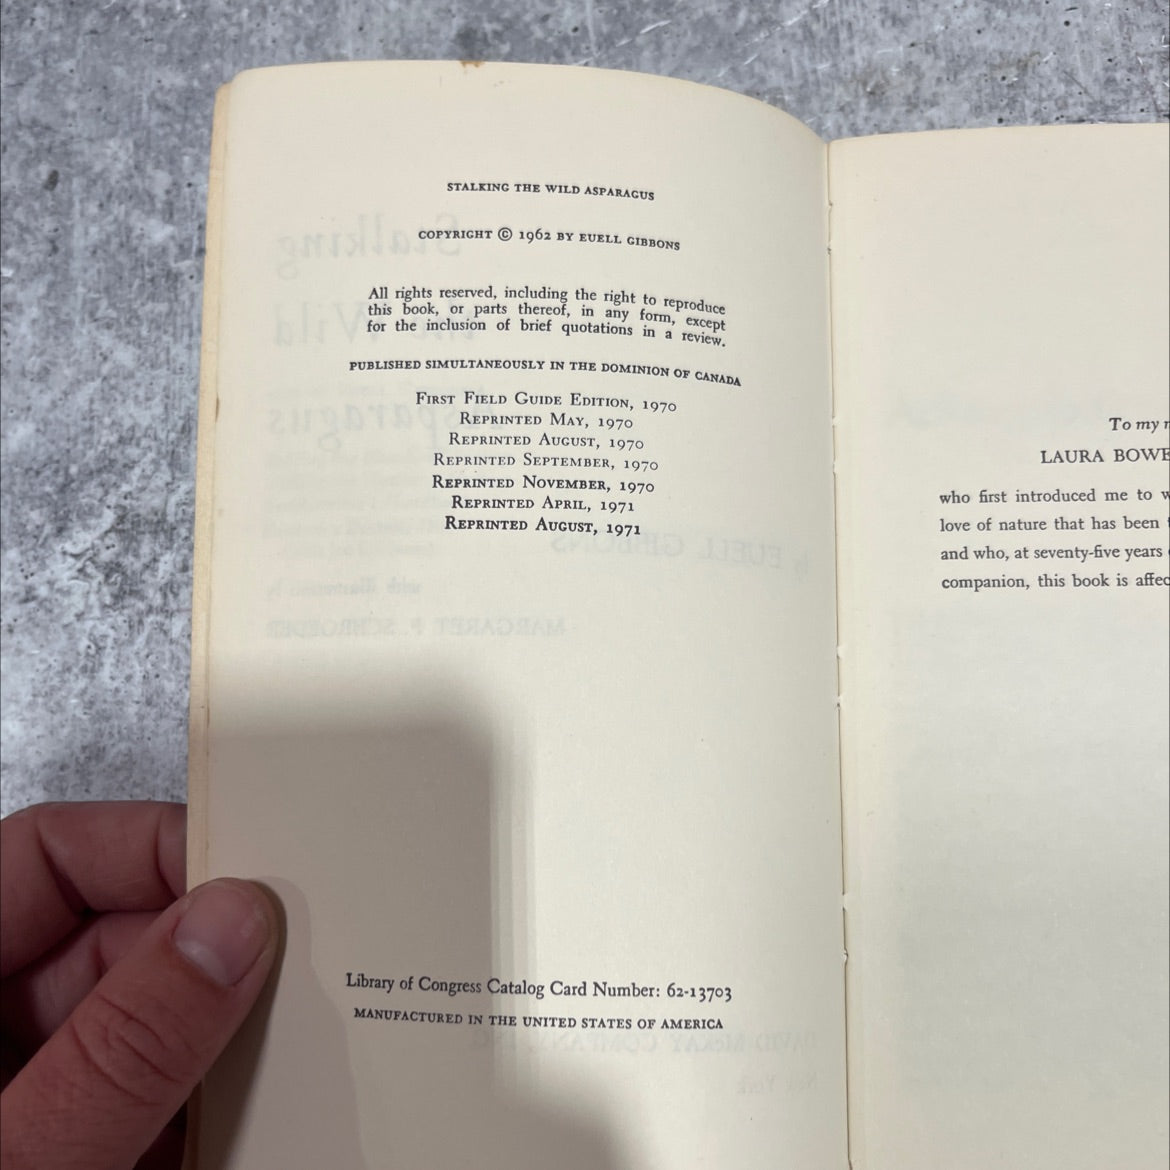 STALKING THE WILD ASPARAGUS
COPYRIGHT © 1962 BY EUELL GIBBONS
All rights reserved, including the right to reproduce
this book, or parts thereof, in any form, except
for the inclusion of brief quotations in a review.
PUBLISHED SIMULTANEOUSLY IN THE DOMINION OF CANADA
FIRST FIELD GUIDE EDITION, 1970
REPRINTED MAY, 1970
REPRINTED AUGUST, 1970
REPRINTED SEPTEMBER, 1970
REPRINTED NOVEMBER, 1970
REPRINTED APRIL, 1971
REPRINTED AUGUST, 1971
Library of Congress Catalog Card Number: 62-13703
MANUFACTURED IN THE UNITED STATES OF AMERICA
To my
LAURA BOWE
who first introduced me to
love of nature that has been
and who, at seventy-five years
companion, this book is affec